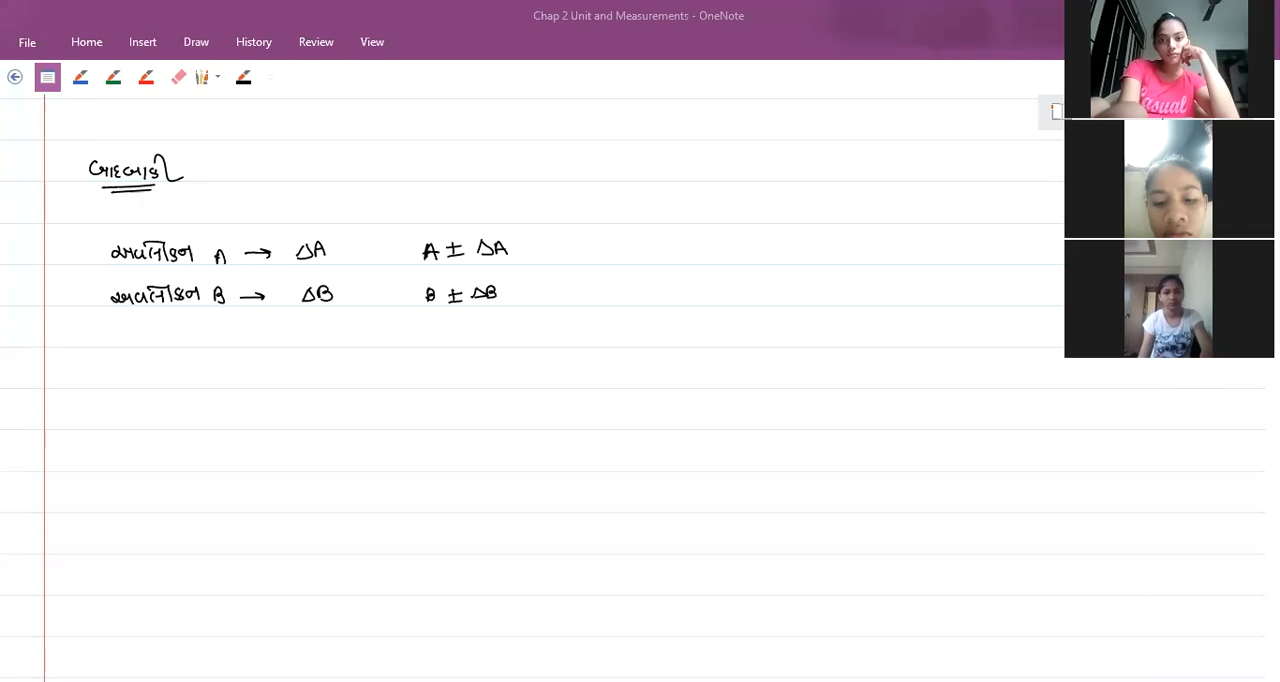 Chap 2 Unit and Measurements - OneNote
File Home Insert Draw History Review View
બાદબાકી
અવલોકન A → ΔA A ± ΔA
અવલોકન B → ΔB B ± ΔB